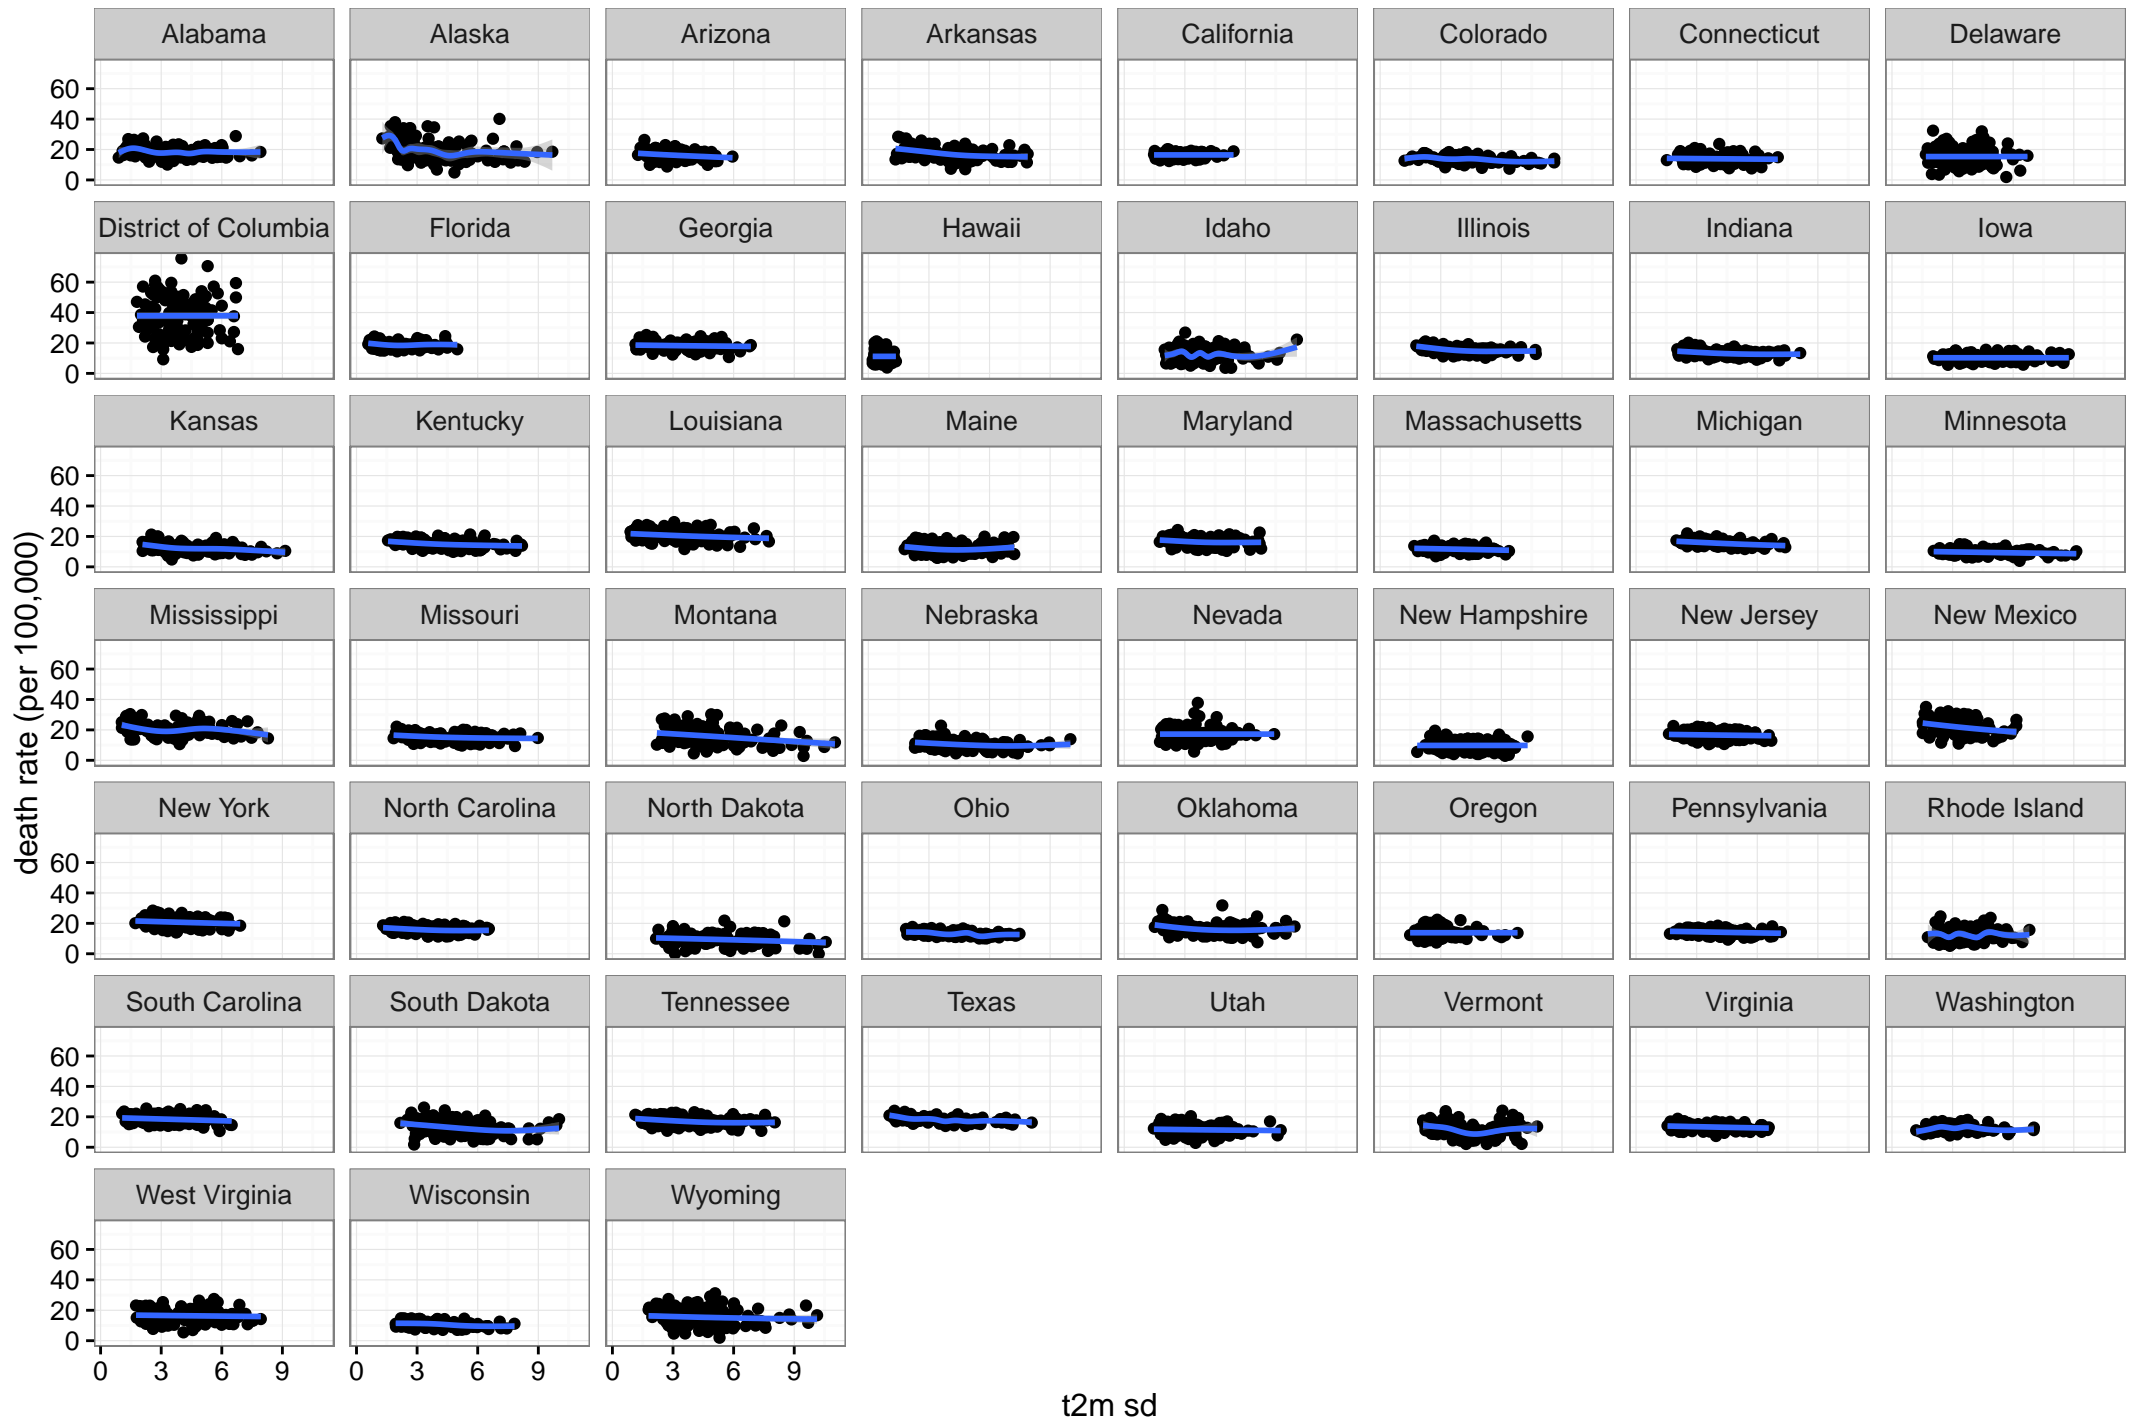 Alabama Alaska Arizona Arkansas California Colorado Connecticut Delaware
60
40
20
0
District of Columbia Florida Georgia Hawaii Idaho Illinois Indiana Iowa
60
40
20
0
Kansas Kentucky Louisiana Maine Maryland Massachusetts Michigan Minnesota
60
40
20
0
Mississippi Missouri Montana Nebraska Nevada New Hampshire New Jersey New Mexico
60
40
20
0
New York North Carolina North Dakota Ohio Oklahoma Oregon Pennsylvania Rhode Island
60
40
20
0
South Carolina South Dakota Tennessee Texas Utah Vermont Virginia Washington
60
40
20
0
West Virginia Wisconsin Wyoming
60
40
20
0
0 3 6 9 0 3 6 9 0 3 6 9
t2m sd
death rate (per 100,000)